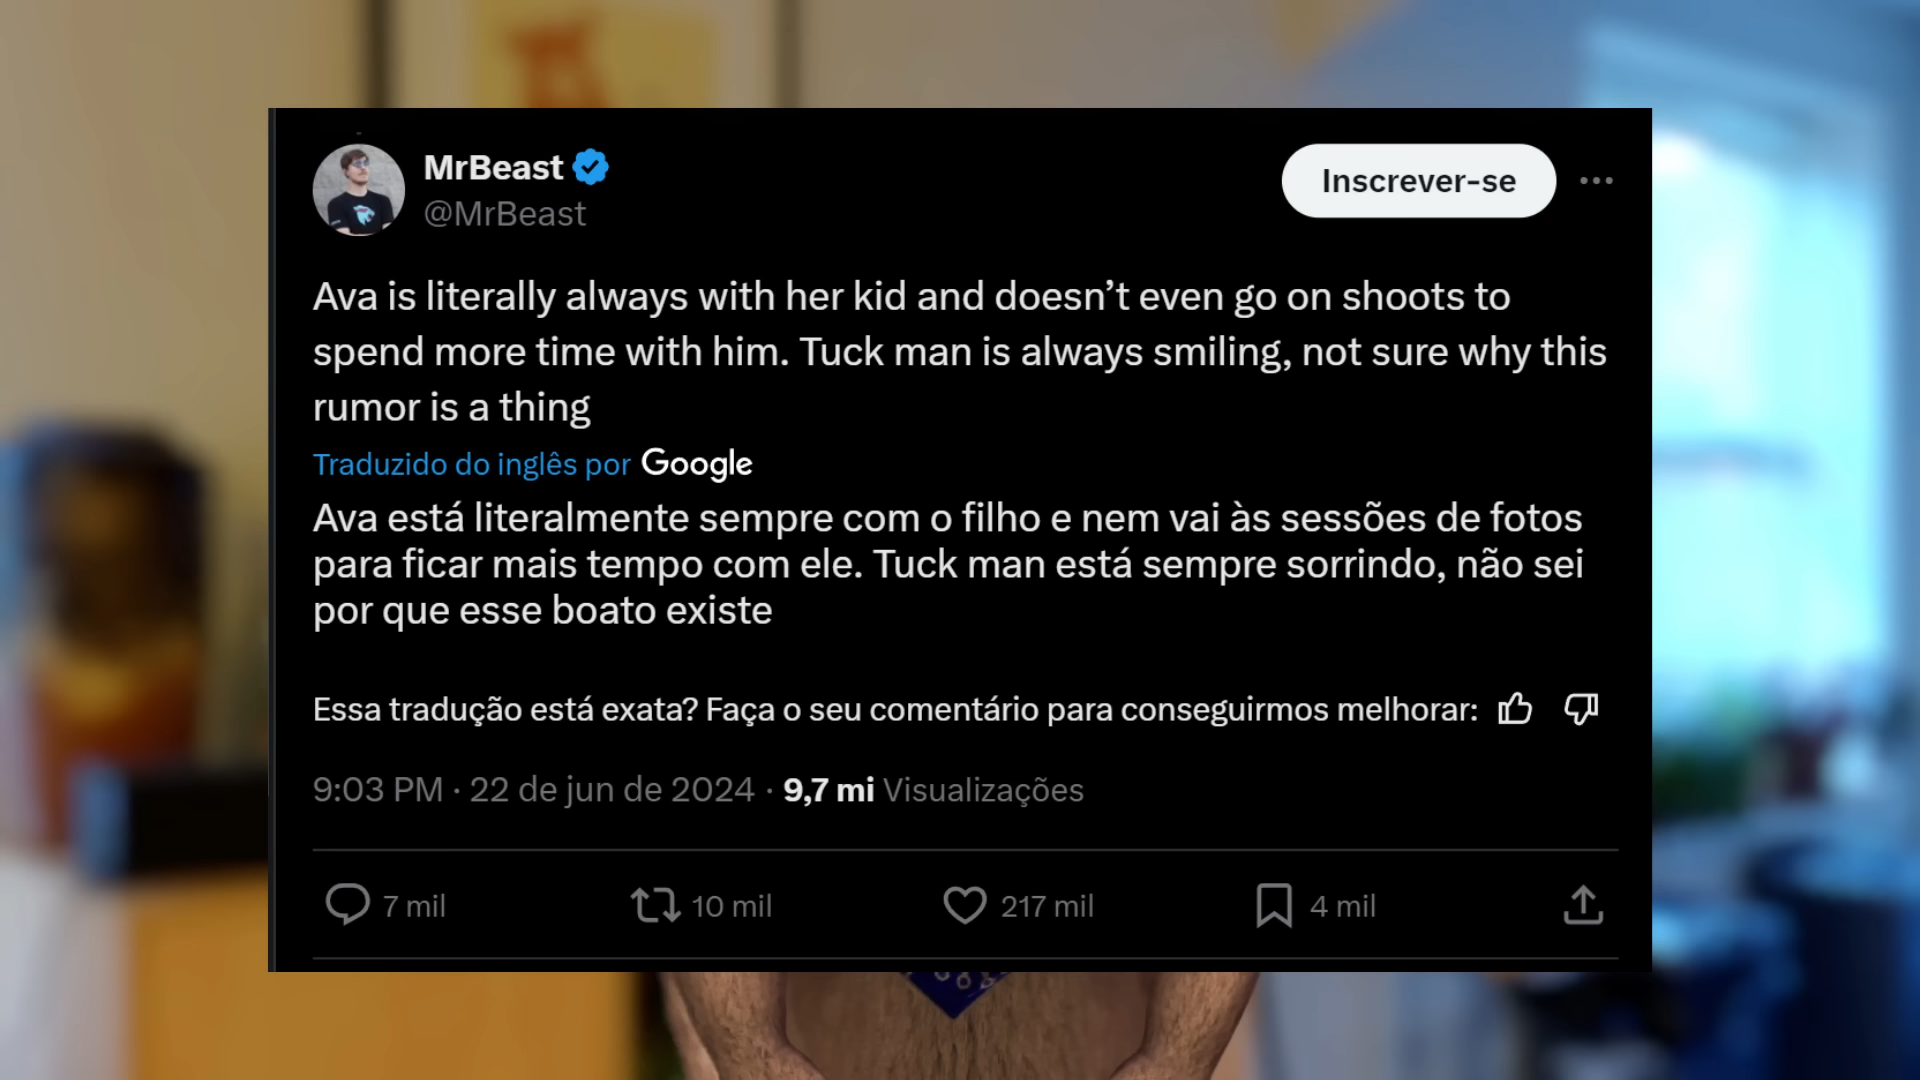 MrBeast
@MrBeast
Inscrever-se
Ava is literally always with her kid and doesn’t even go on shoots to
spend more time with him. Tuck man is always smiling, not sure why this
rumor is a thing
Traduzido do inglês por Google
Ava está literalmente sempre com o filho e nem vai às sessões de fotos
para ficar mais tempo com ele. Tuck man está sempre sorrindo, não sei
por que esse boato existe
Essa tradução está exata? Faça o seu comentário para conseguirmos melhorar:
9:03 PM · 22 de jun de 2024 · 9,7 mi Visualizações
7 mil 10 mil 217 mil 4 mil